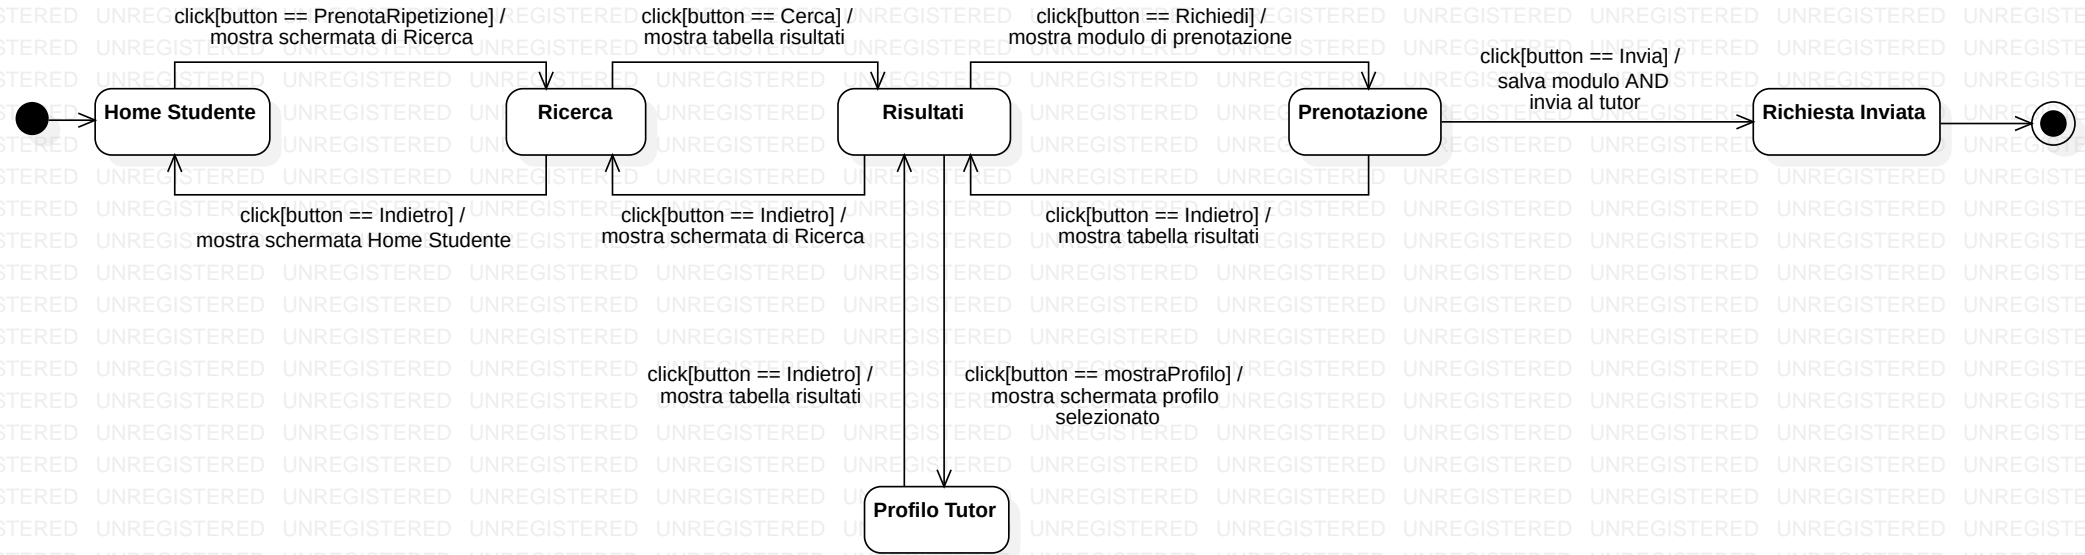 click[button == PrenotaRipetizione] /
mostra schermata di Ricerca
click[button == Cerca] /
mostra tabella risultati
click[button == Richiedi] /
mostra modulo di prenotazione
click[button == Invia] /
salva modulo AND
invia al tutor
Home Studente
Ricerca
Risultati
Prenotazione
Richiesta Inviata
click[button == Indietro] /
mostra schermata Home Studente
click[button == Indietro] /
mostra schermata di Ricerca
click[button == Indietro] /
mostra tabella risultati
click[button == Indietro] /
mostra tabella risultati
click[button == mostraProfilo] /
mostra schermata profilo
selezionato
Profilo Tutor
UNREGISTERED